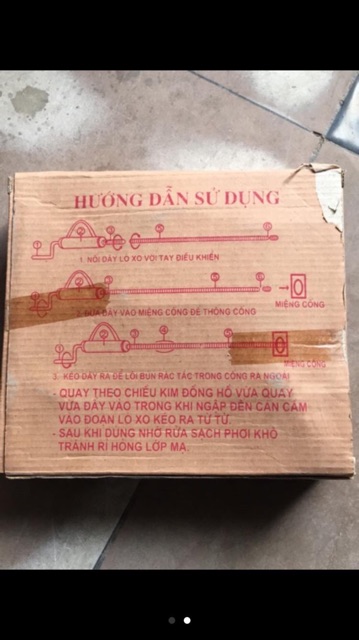 HƯỚNG DẪN SỬ DỤNG
1. NỐI DÂY LÒ XO VỚI TAY ĐIỀU KHIỂN
MIỆNG CỐNG
2. ĐƯA DÂY VÀO MIỆNG CỐNG ĐỂ THÔNG CỐNG
MIỆNG CỐNG
3. KÉO DÂY RA ĐỂ LÔI BÙN RÁC TẮC TRONG CỐNG RA NGOÀI
- QUAY THEO CHIỀU KIM ĐỒNG HỒ VỪA QUAY
VỪA ĐẨY VÀO TRONG KHI NGẬP ĐẾN CÁN CẦM
VÀO ĐOẠN LÒ XO KÉO RA TỪ TỪ.
- SAU KHI DÙNG NHỚ RỬA SẠCH PHƠI KHÔ
TRÁNH RỈ HỎNG LỚP MẠ.